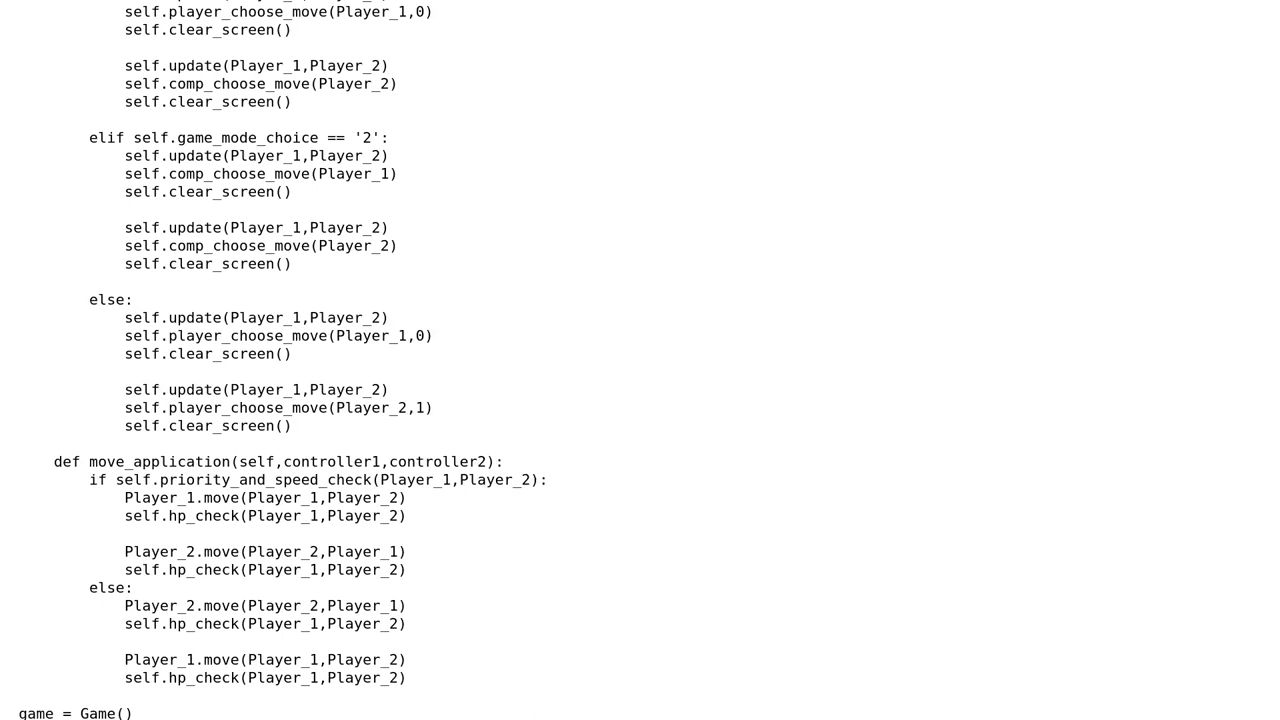 self.player_choose_move(Player_1,0)
self.clear_screen()
self.update(Player_1,Player_2)
self.comp_choose_move(Player_2)
self.clear_screen()
elif self.game_mode_choice == '2':
self.update(Player_1,Player_2)
self.comp_choose_move(Player_1)
self.clear_screen()
self.update(Player_1,Player_2)
self.comp_choose_move(Player_2)
self.clear_screen()
else:
self.update(Player_1,Player_2)
self.player_choose_move(Player_1,0)
self.clear_screen()
self.update(Player_1,Player_2)
self.player_choose_move(Player_2,1)
self.clear_screen()
def move_application(self,controller1,controller2):
if self.priority_and_speed_check(Player_1,Player_2):
Player_1.move(Player_1,Player_2)
self.hp_check(Player_1,Player_2)
Player_2.move(Player_2,Player_1)
self.hp_check(Player_1,Player_2)
else:
Player_2.move(Player_2,Player_1)
self.hp_check(Player_1,Player_2)
Player_1.move(Player_1,Player_2)
self.hp_check(Player_1,Player_2)
game = Game()